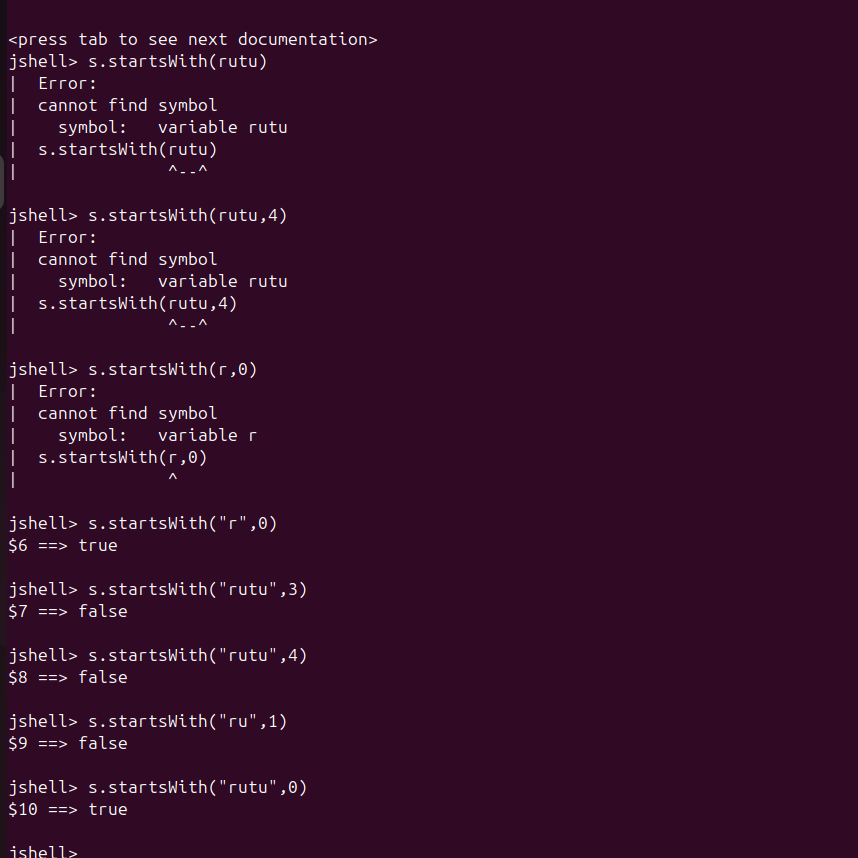 <press tab to see next documentation>
jshell> s.startsWith(rutu)
|  Error:
|  cannot find symbol
|    symbol:   variable rutu
|  s.startsWith(rutu)
|               ^--^
jshell> s.startsWith(rutu,4)
|  Error:
|  cannot find symbol
|    symbol:   variable rutu
|  s.startsWith(rutu,4)
|               ^--^
jshell> s.startsWith(r,0)
|  Error:
|  cannot find symbol
|    symbol:   variable r
|  s.startsWith(r,0)
|               ^
jshell> s.startsWith("r",0)
$6 ==> true
jshell> s.startsWith("rutu",3)
$7 ==> false
jshell> s.startsWith("rutu",4)
$8 ==> false
jshell> s.startsWith("ru",1)
$9 ==> false
jshell> s.startsWith("rutu",0)
$10 ==> true
jshell>